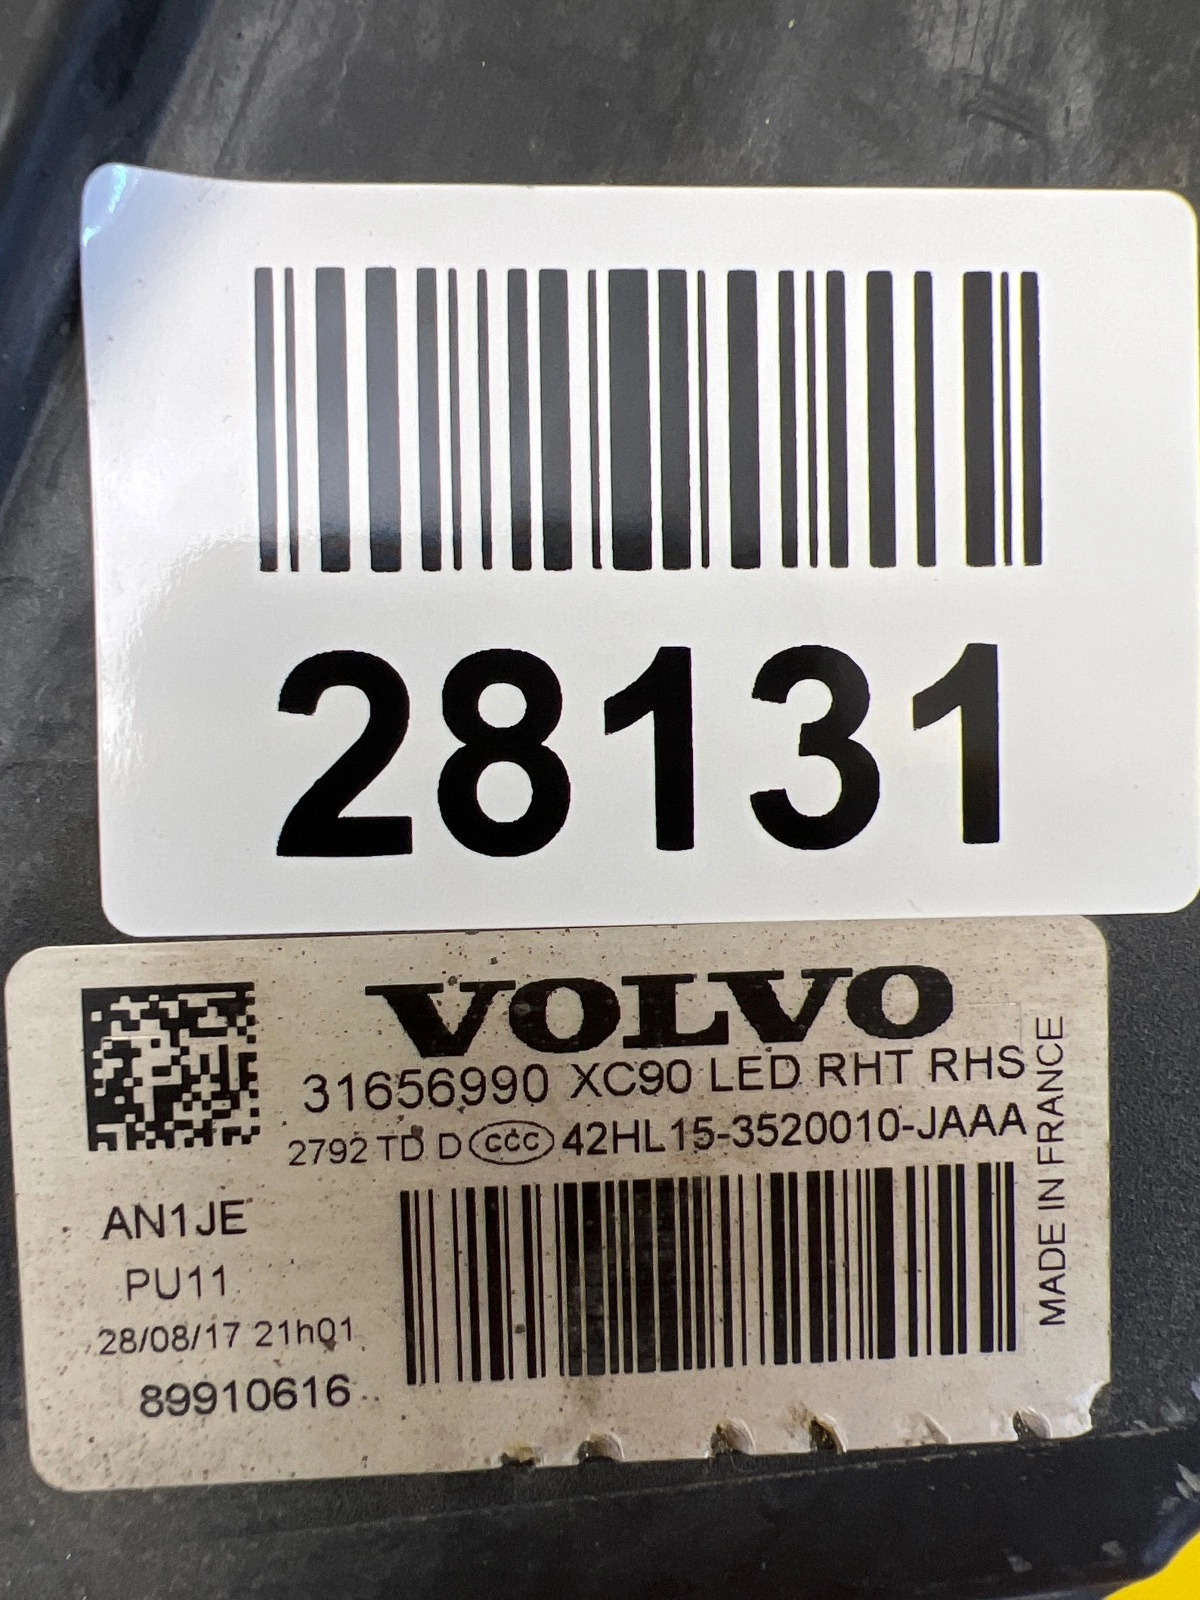 28131
VOLVO
31656990 XC90 LED RHT RHS
2792 TD D CCC 42HL15-3520010-JAAA
AN1JE
PU11
28/08/17 21h01
89910616
MADE IN FRANCE